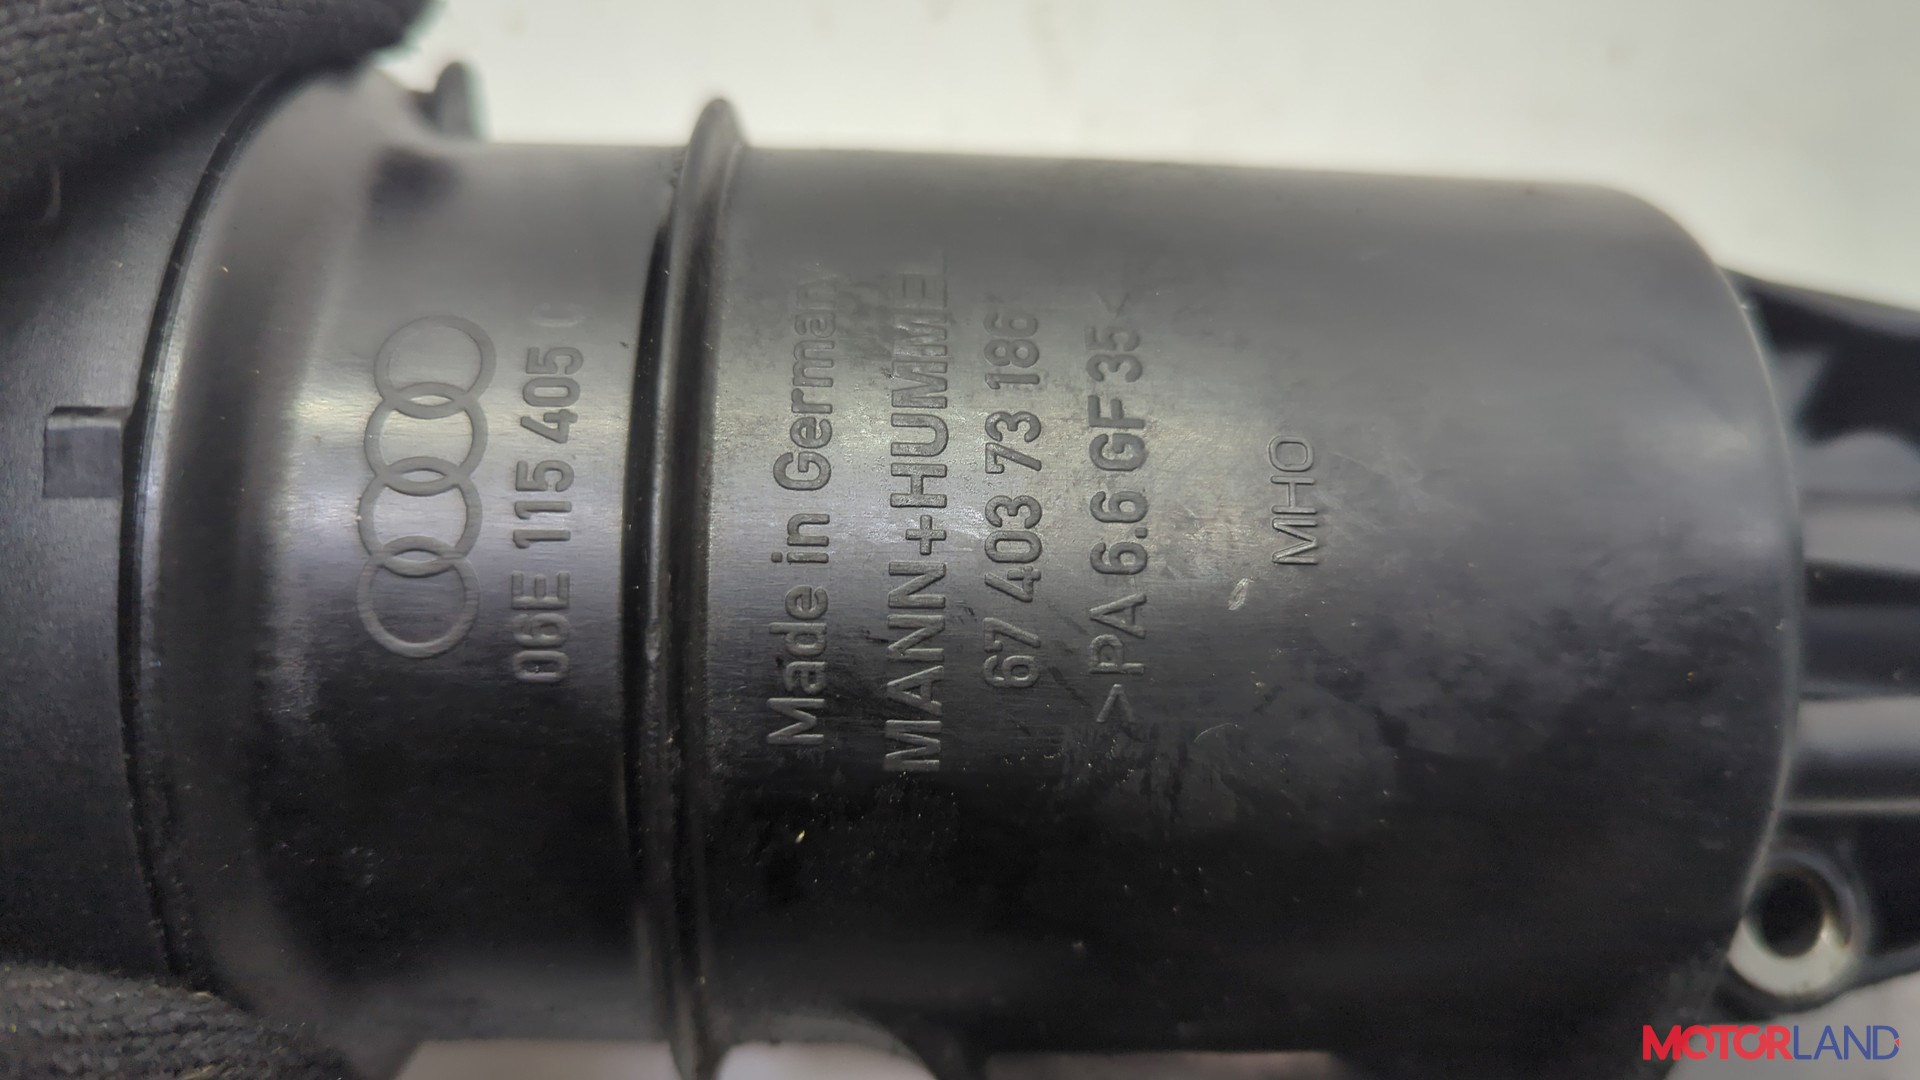 06E 115 405 C
Made in Germany
MANN+HUMMEL
67 403 73 186
>PA 6.6 GF 35<
MHO
MOTORLAND